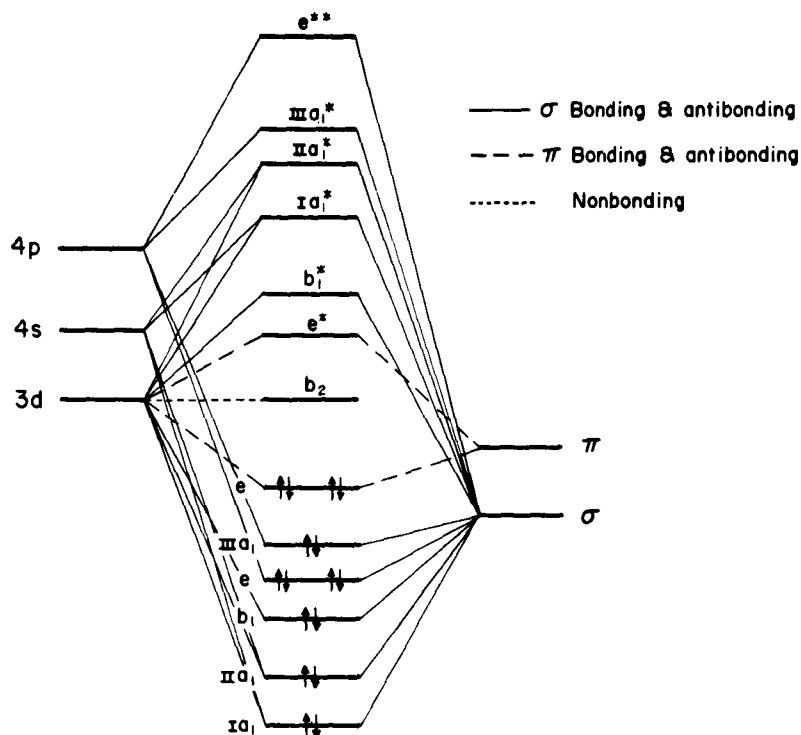 e**
IIIa₁*
IIa₁*
Ia₁*
b₁*
e*
b₂
e
IIIa₁
e
b₁
IIa₁
Ia₁
4p
4s
3d
π
σ
σ Bonding & antibonding
π Bonding & antibonding
Nonbonding